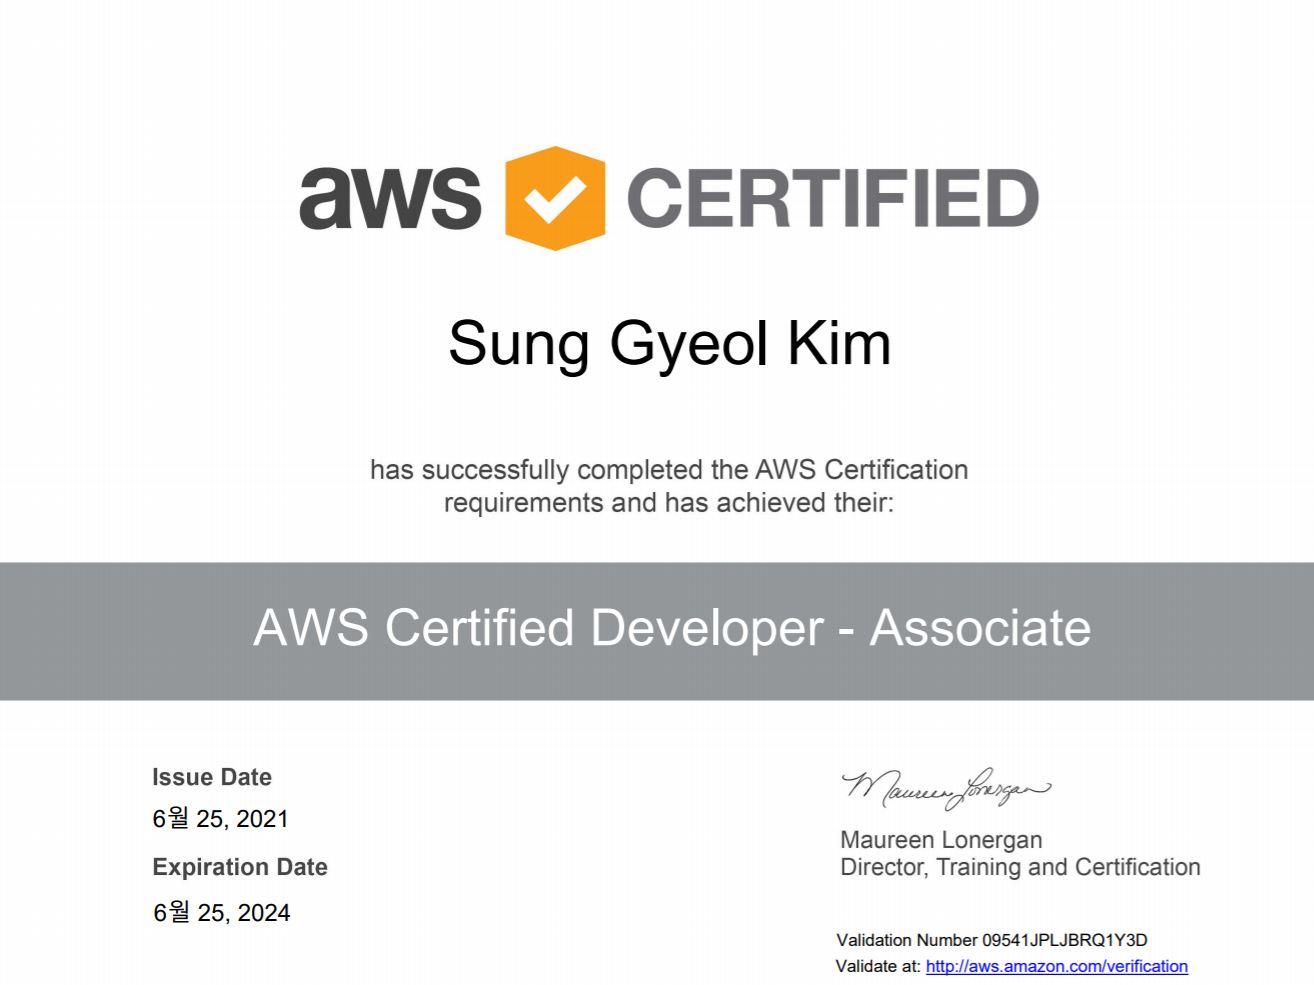 aws CERTIFIED
Sung Gyeol Kim
has successfully completed the AWS Certification
requirements and has achieved their:
AWS Certified Developer - Associate
Issue Date
6월 25, 2021
Expiration Date
6월 25, 2024
Maureen Lonergan
Maureen Lonergan
Director, Training and Certification
Validation Number 09541JPLJBRQ1Y3D
Validate at: http://aws.amazon.com/verification